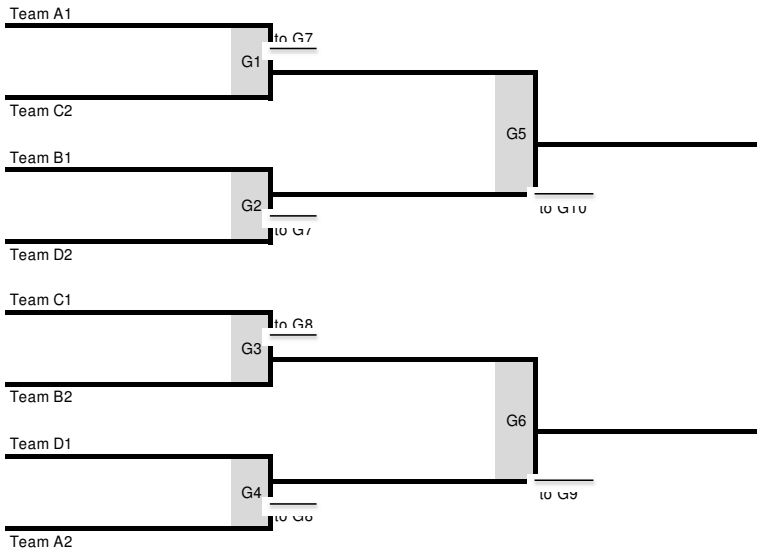 Team A1
to G7
G1
Team C2
G5
Team B1
G2
to G10
to G7
Team D2
Team C1
to G8
G3
Team B2
G6
Team D1
G4
to G9
to G8
Team A2